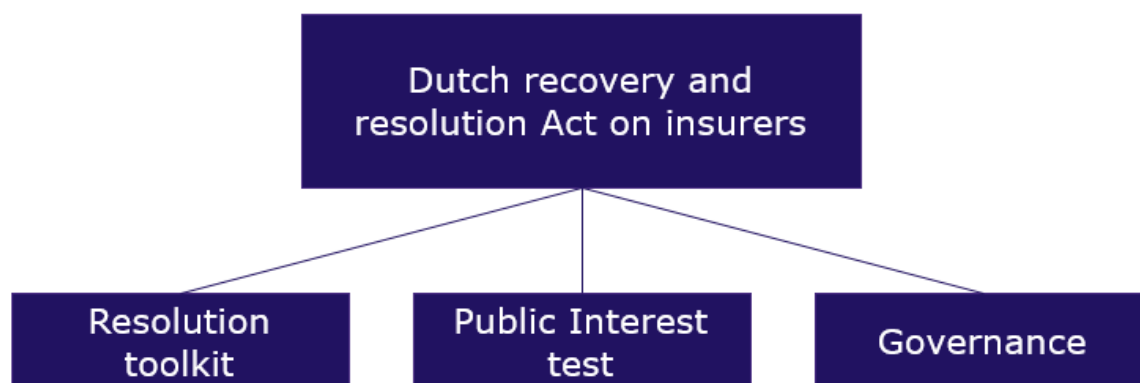 Dutch recovery and
resolution Act on insurers
Resolution
toolkit
Public Interest
test
Governance